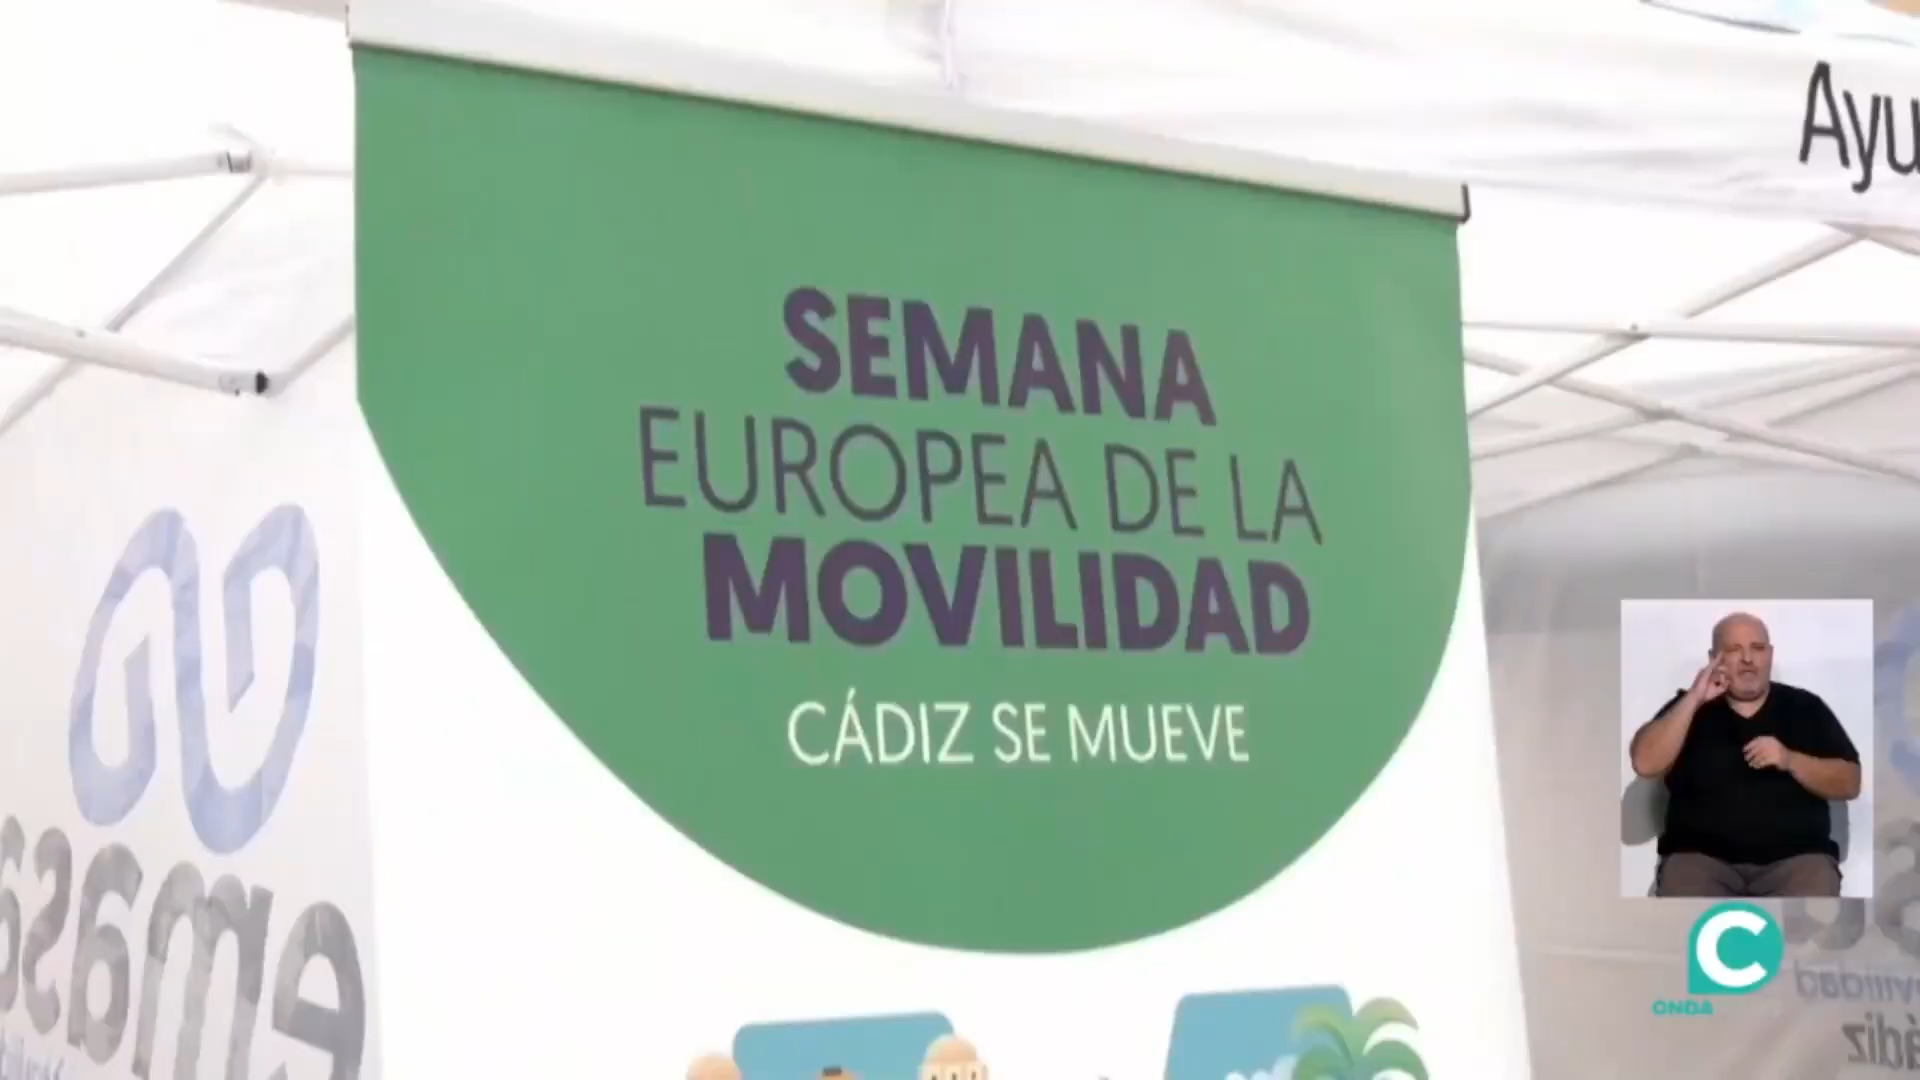 Ayu
SEMANA
EUROPEA DE LA
MOVILIDAD
CÁDIZ SE MUEVE
emasa
C
ONDA